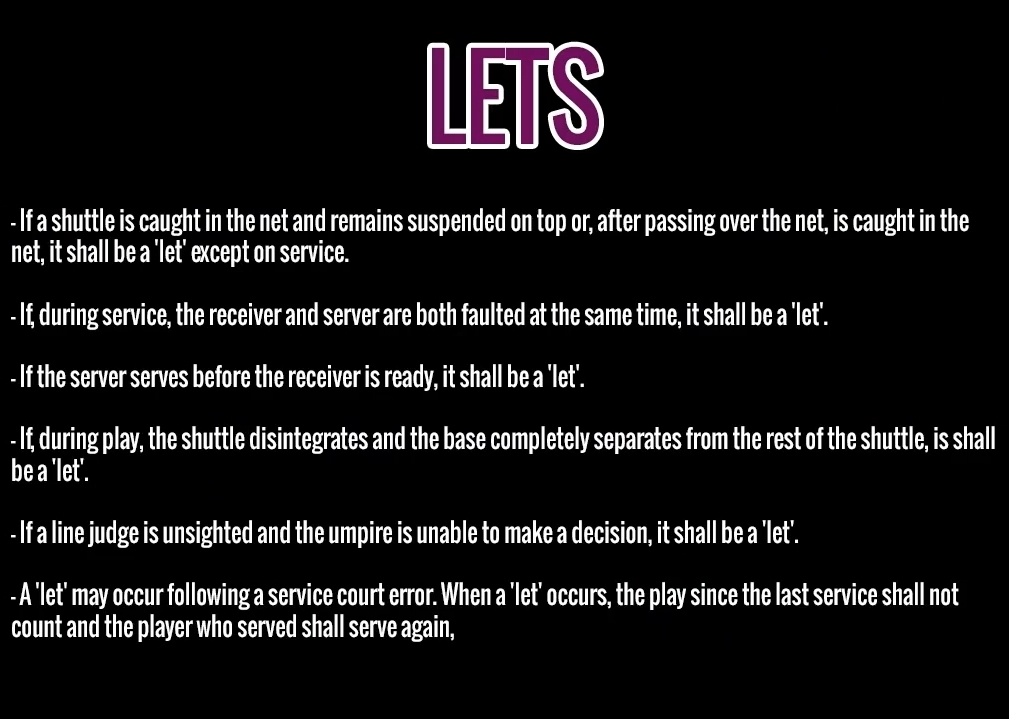 LETS
- If a shuttle is caught in the net and remains suspended on top or, after passing over the net, is caught in the
net, it shall be a 'let' except on service.
- If, during service, the receiver and server are both faulted at the same time, it shall be a 'let'.
- If the server serves before the receiver is ready, it shall be a 'let'.
- If, during play, the shuttle disintegrates and the base completely separates from the rest of the shuttle, is shall
be a 'let'.
- If a line judge is unsighted and the umpire is unable to make a decision, it shall be a 'let'.
- A 'let' may occur following a service court error. When a 'let' occurs, the play since the last service shall not
count and the player who served shall serve again,